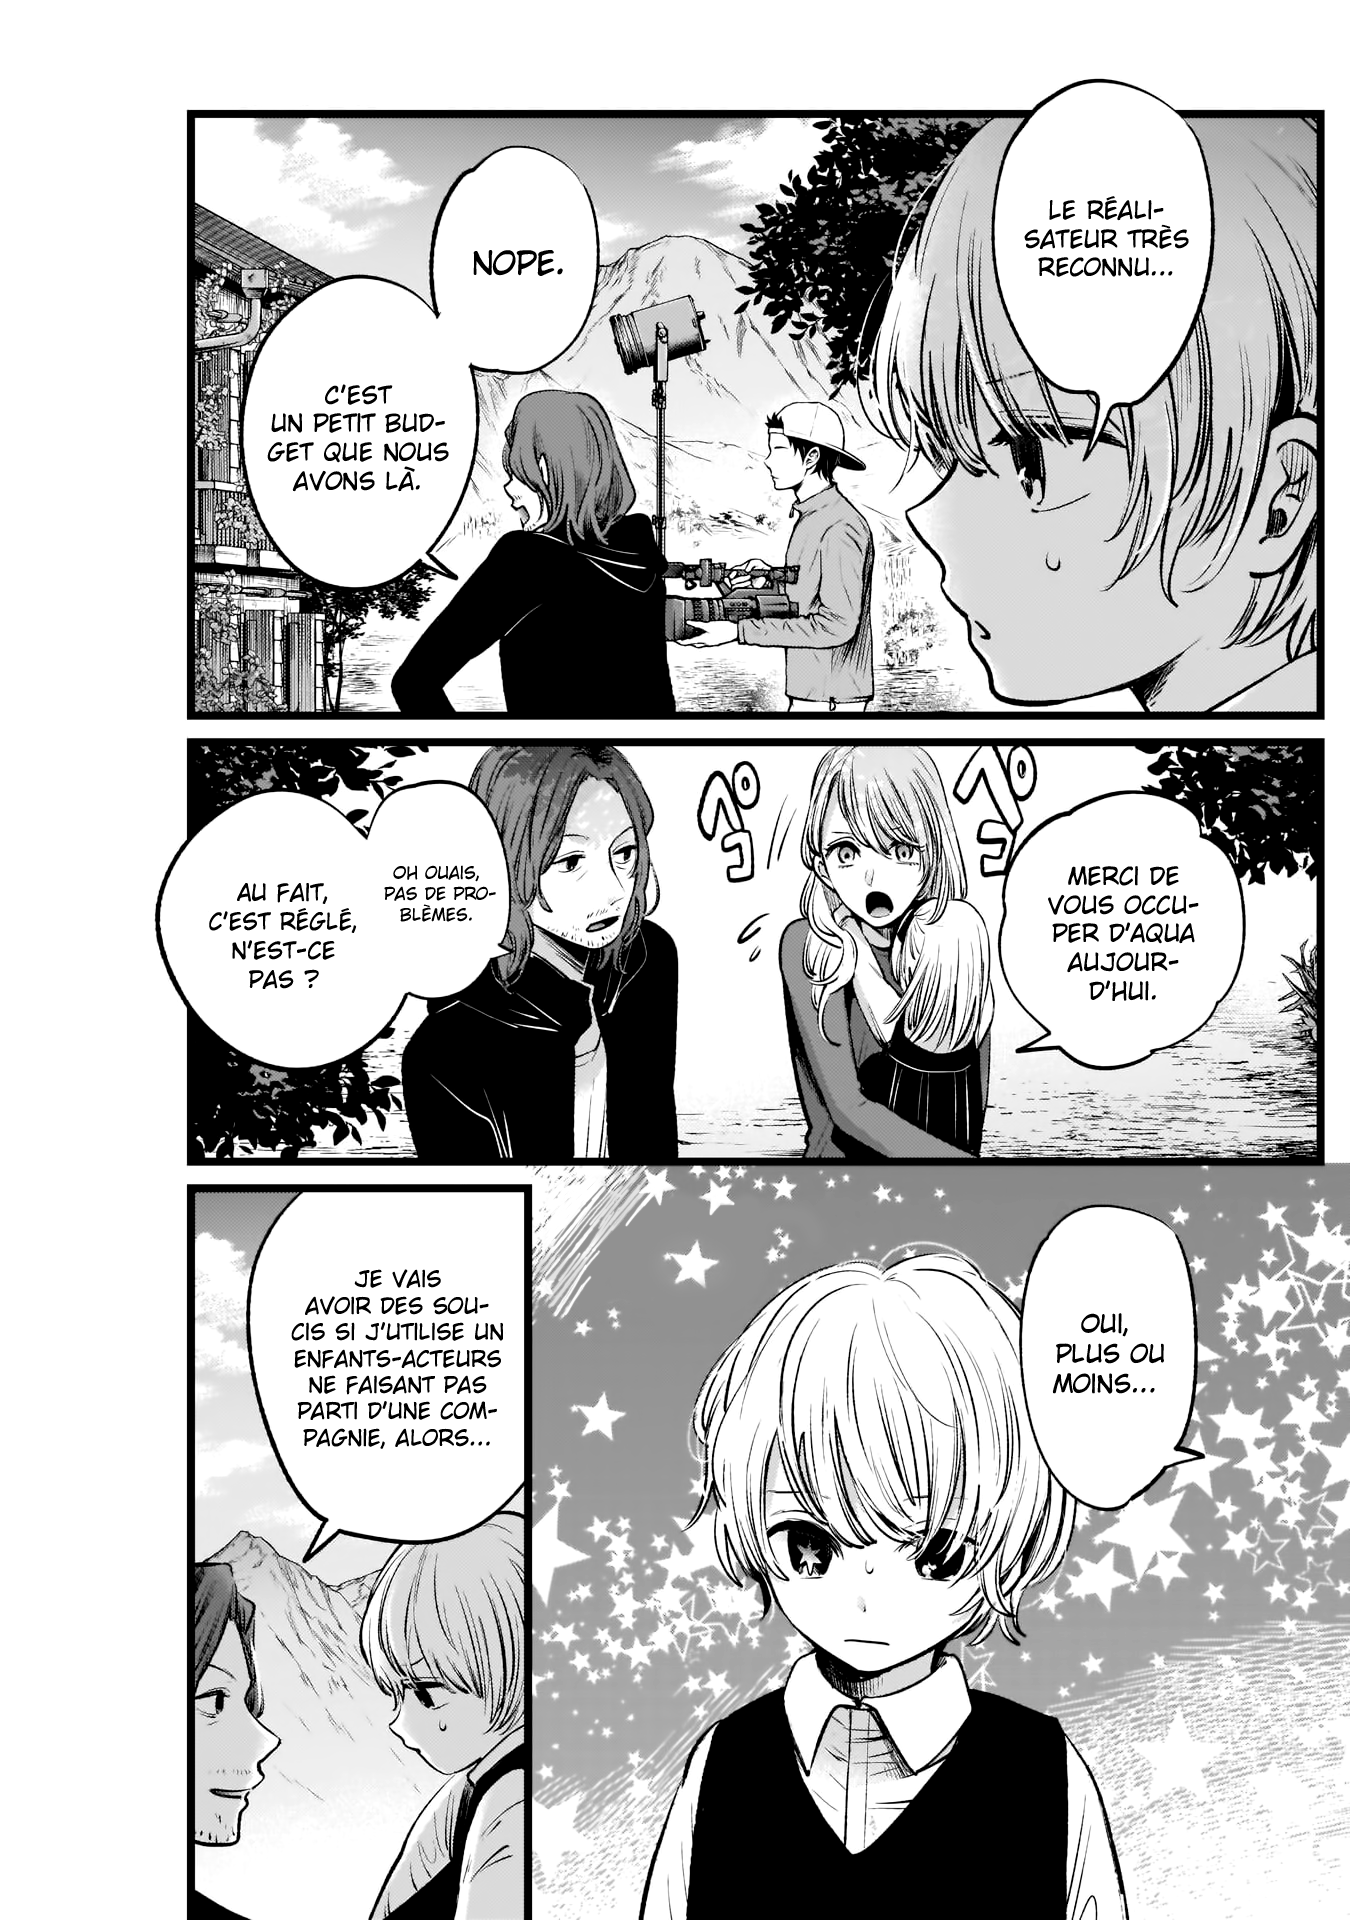 LE RÉALI-
SATEUR TRÈS
RECONNU...
NOPE.
C'EST
UN PETIT BUD-
GET QUE NOUS
AVONS LÀ.
MERCI DE
VOUS OCCU-
PER D'AQUA
AUJOUR-
D'HUI.
ペコ
ペコ
OH OUAIS,
PAS DE PRO-
BLÈMES.
AU FAIT,
C'EST RÉGLÉ,
N'EST-CE
PAS ?
OUI,
PLUS OU
MOINS...
JE VAIS
AVOIR DES SOU-
CIS SI J'UTILISE UN
ENFANTS-ACTEURS
NE FAISANT PAS
PARTI D'UNE COM-
PAGNIE, ALORS...